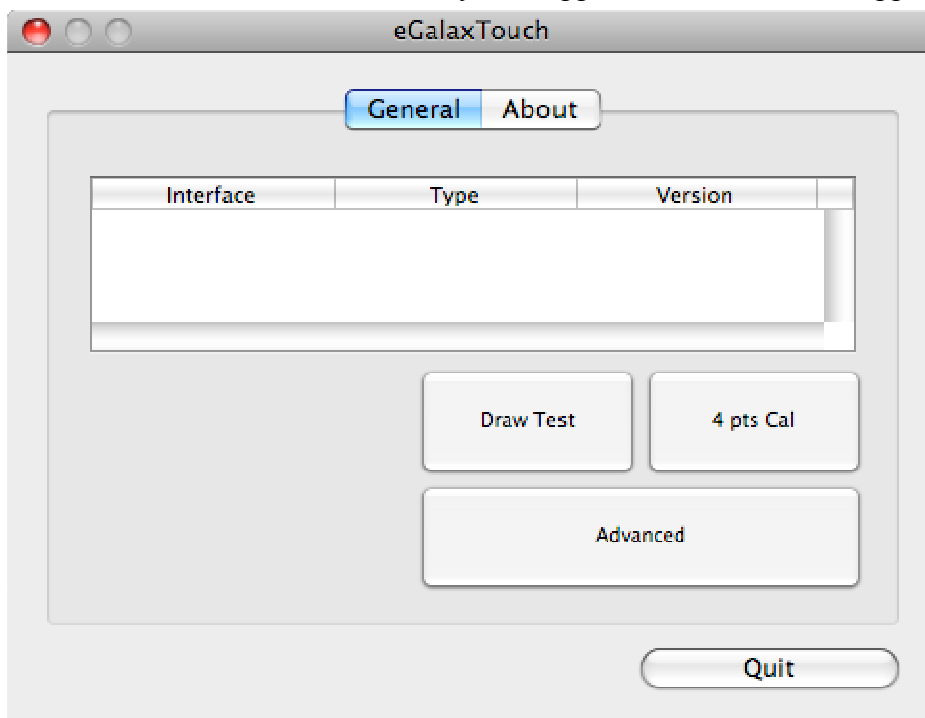 eGalaxTouch
General About
Interface Type Version
Draw Test 4 pts Cal
Advanced
Quit